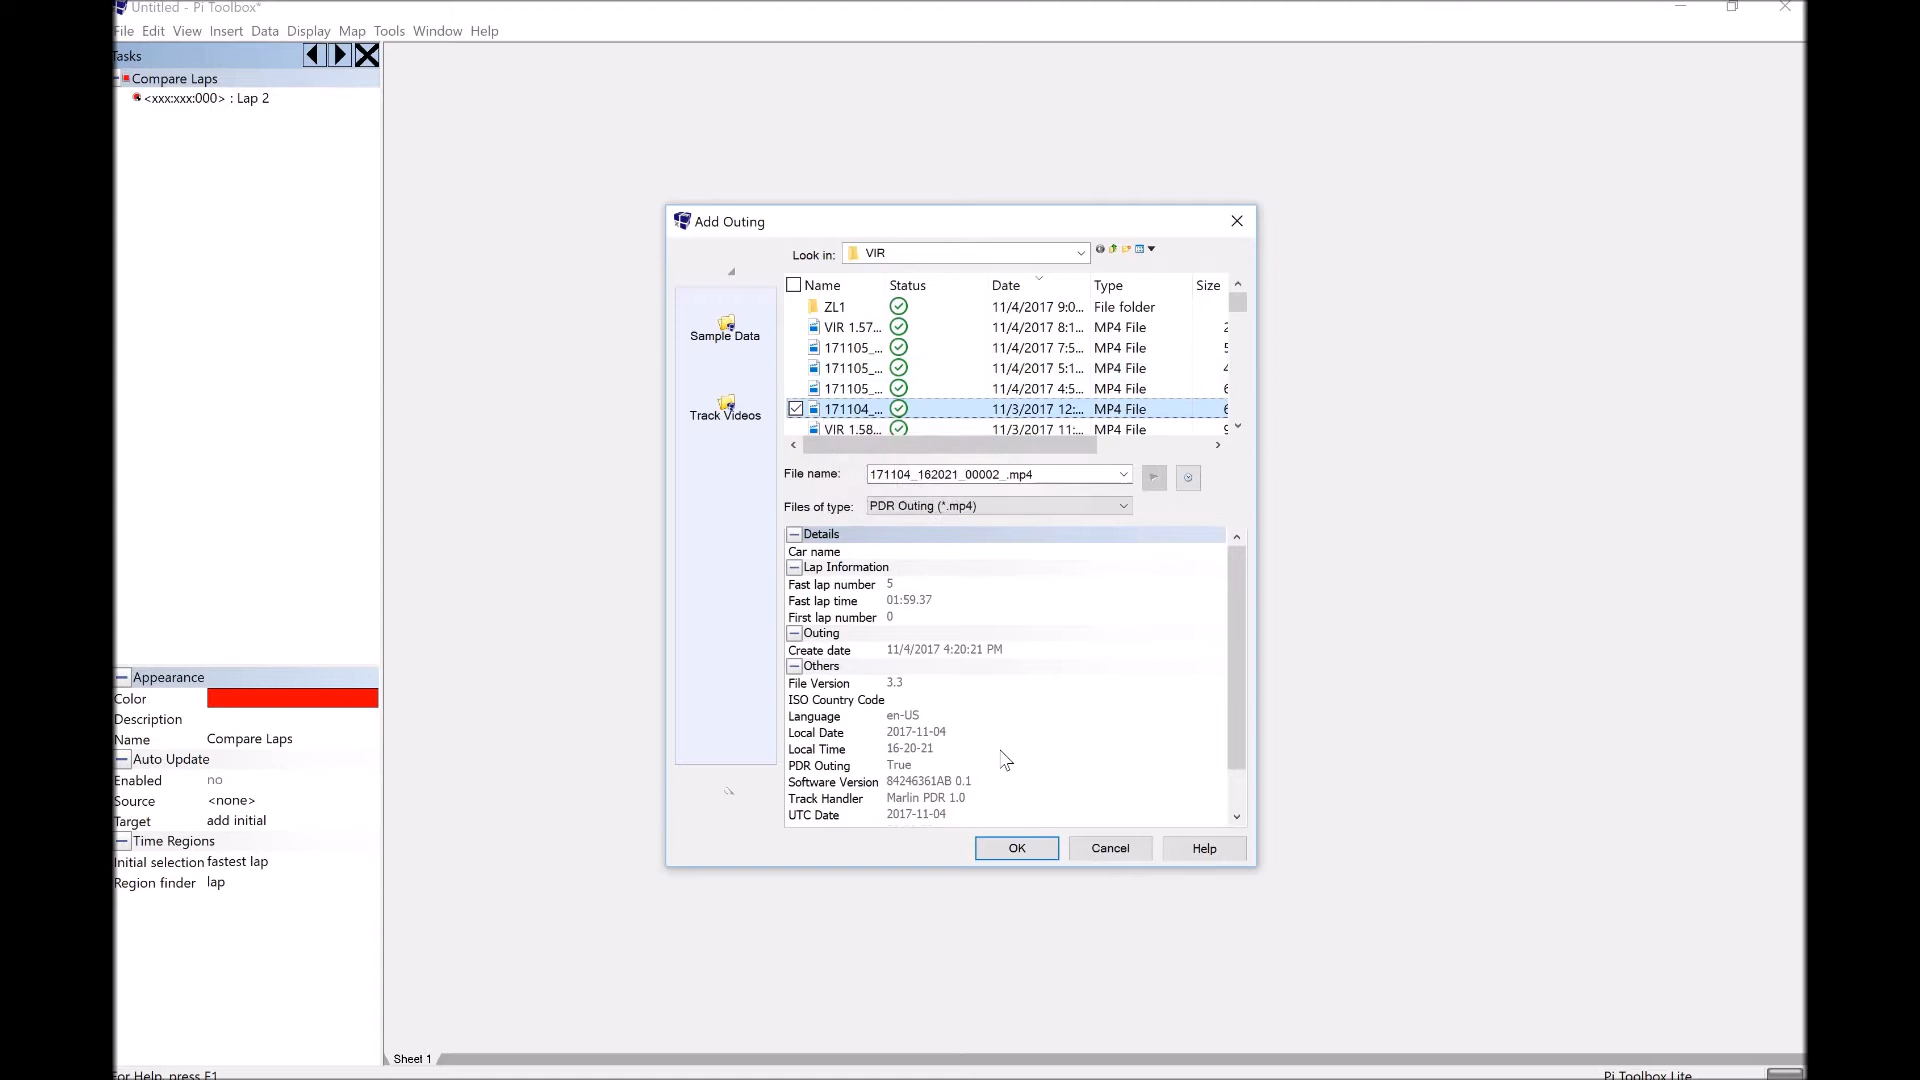 Untitled - Pi Toolbox*
File Edit View Insert Data Display Map Tools Window Help
Tasks
Compare Laps
<xxx:xxx:000> : Lap 2
Appearance
Color
Description
Name Compare Laps
Auto Update
Enabled no
Source <none>
Target add initial
Time Regions
Initial selection fastest lap
Region finder lap
Add Outing
Look in: VIR
Sample Data
Track Videos
Name Status Date Type Size
ZL1 11/4/2017 9:0... File folder
VIR 1.57... 11/4/2017 8:1... MP4 File 2
171105_... 11/4/2017 7:5... MP4 File 5
171105_... 11/4/2017 5:1... MP4 File 4
171105_... 11/4/2017 4:5... MP4 File 6
171104_... 11/3/2017 12:... MP4 File 6
VIR 1.58... 11/3/2017 11:... MP4 File 9
File name: 171104_162021_00002_.mp4
Files of type: PDR Outing (*.mp4)
Details
Car name
Lap Information
Fast lap number 5
Fast lap time 01:59.37
First lap number 0
Outing
Create date 11/4/2017 4:20:21 PM
Others
File Version 3.3
ISO Country Code
Language en-US
Local Date 2017-11-04
Local Time 16-20-21
PDR Outing True
Software Version 84246361AB 0.1
Track Handler Marlin PDR 1.0
UTC Date 2017-11-04
OK Cancel Help
Sheet 1
For Help, press F1
Pi Toolbox Lite